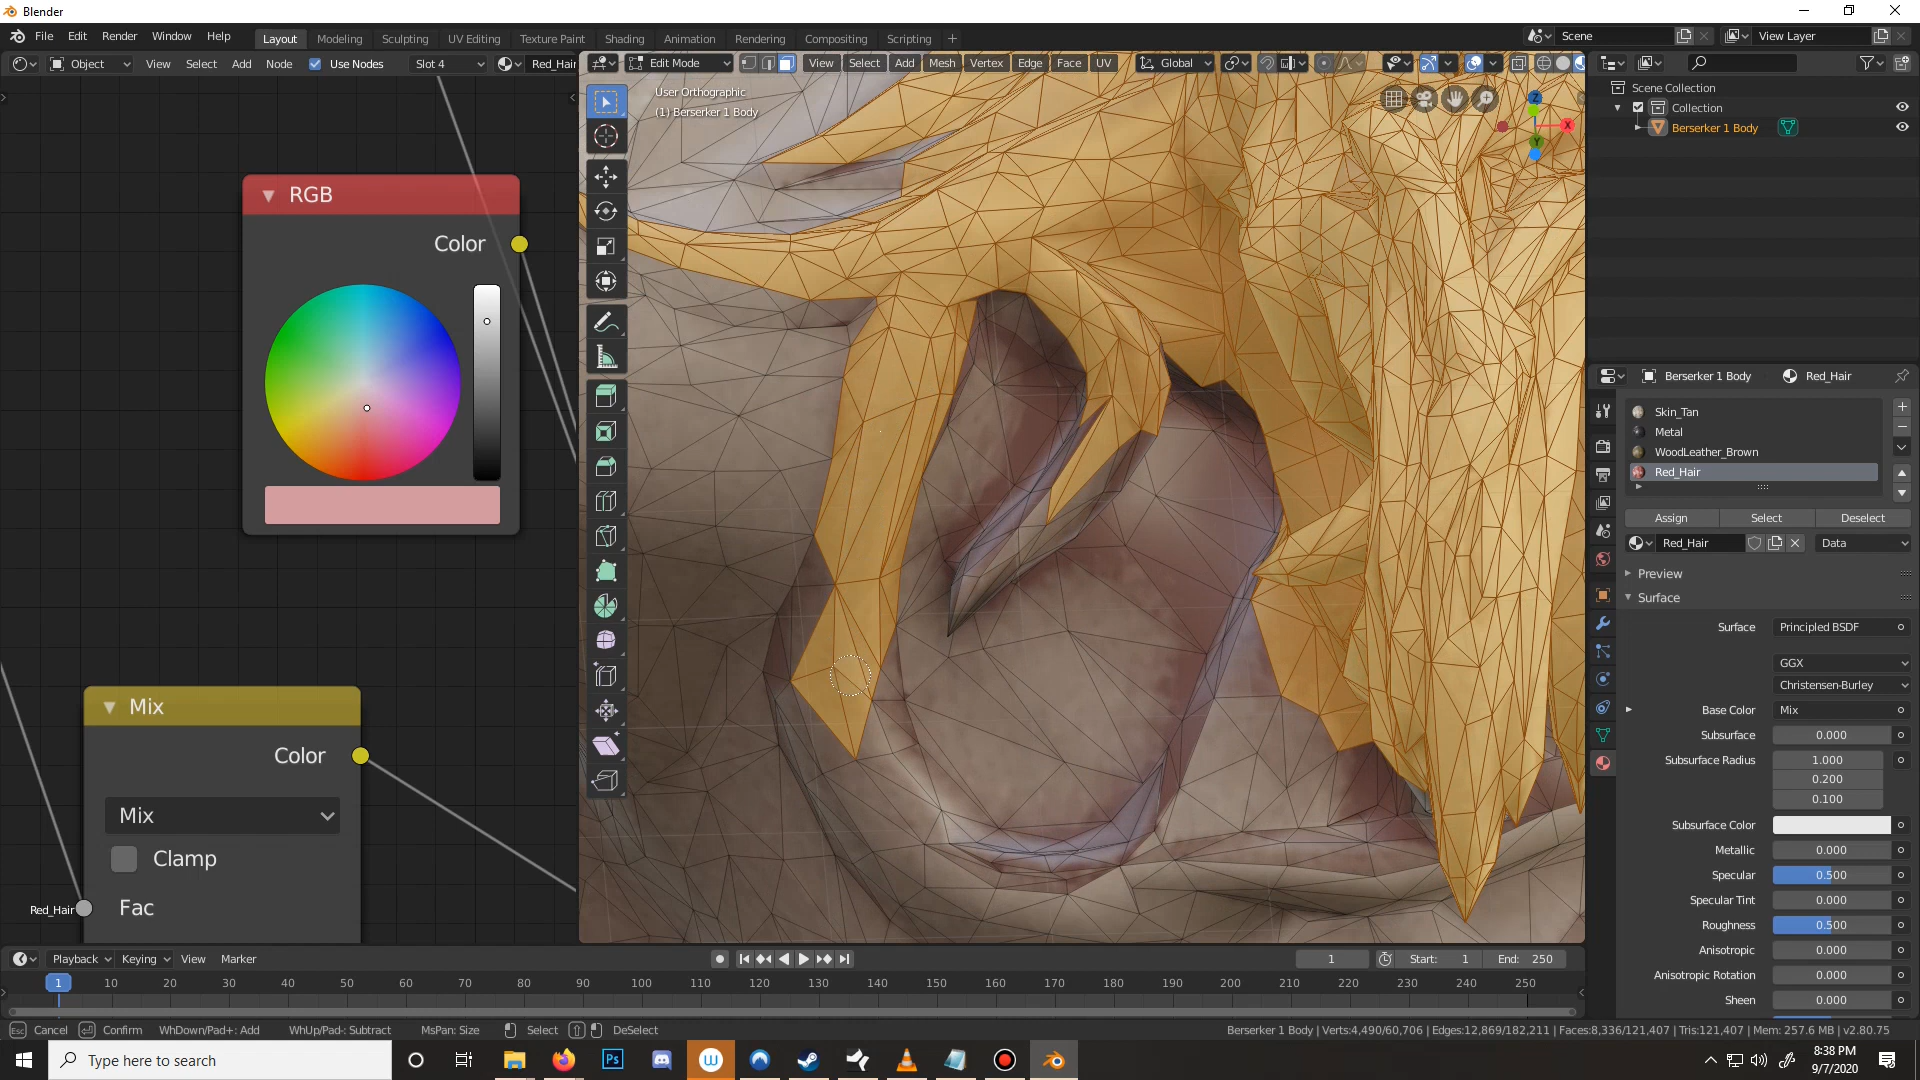 Blender
File Edit Render Window Help Layout Modeling Sculpting UV Editing Texture Paint Shading Animation Rendering Compositing Scripting + Scene View Layer
Object View Select Add Node Use Nodes Slot 4 Red_Hair
Edit Mode View Select Add Mesh Vertex Edge Face UV Global
User Orthographic
(1) Berserker 1 Body
Z
X
Y
Scene Collection
Collection
Berserker 1 Body
RGB
Color
Mix
Color
Mix
Clamp
Fac
Red_Hair
Berserker 1 Body Red_Hair
Skin_Tan
Metal
WoodLeather_Brown
Red_Hair
Assign Select Deselect
Red_Hair Data
Preview
Surface
Surface Principled BSDF
GGX
Christensen-Burley
Base Color Mix
Subsurface 0.000
Subsurface Radius 1.000
0.200
0.100
Subsurface Color
Metallic 0.000
Specular 0.500
Specular Tint 0.000
Roughness 0.500
Anisotropic 0.000
Anisotropic Rotation 0.000
Sheen 0.000
Playback Keying View Marker 1 Start: 1 End: 250
1 10 20 30 40 50 60 70 80 90 100 110 120 130 140 150 160 170 180 190 200 210 220 230 240 250
Esc Cancel Confirm WhDown/Pad+: Add WhUp/Pad-: Subtract MsPan: Size Select DeSelect Berserker 1 Body | Verts:4,490/60,706 | Edges:12,869/182,211 | Faces:8,336/121,407 | Tris:121,407 | Mem: 257.6 MB | v2.80.75
Type here to search Ps W 8:38 PM
9/7/2020